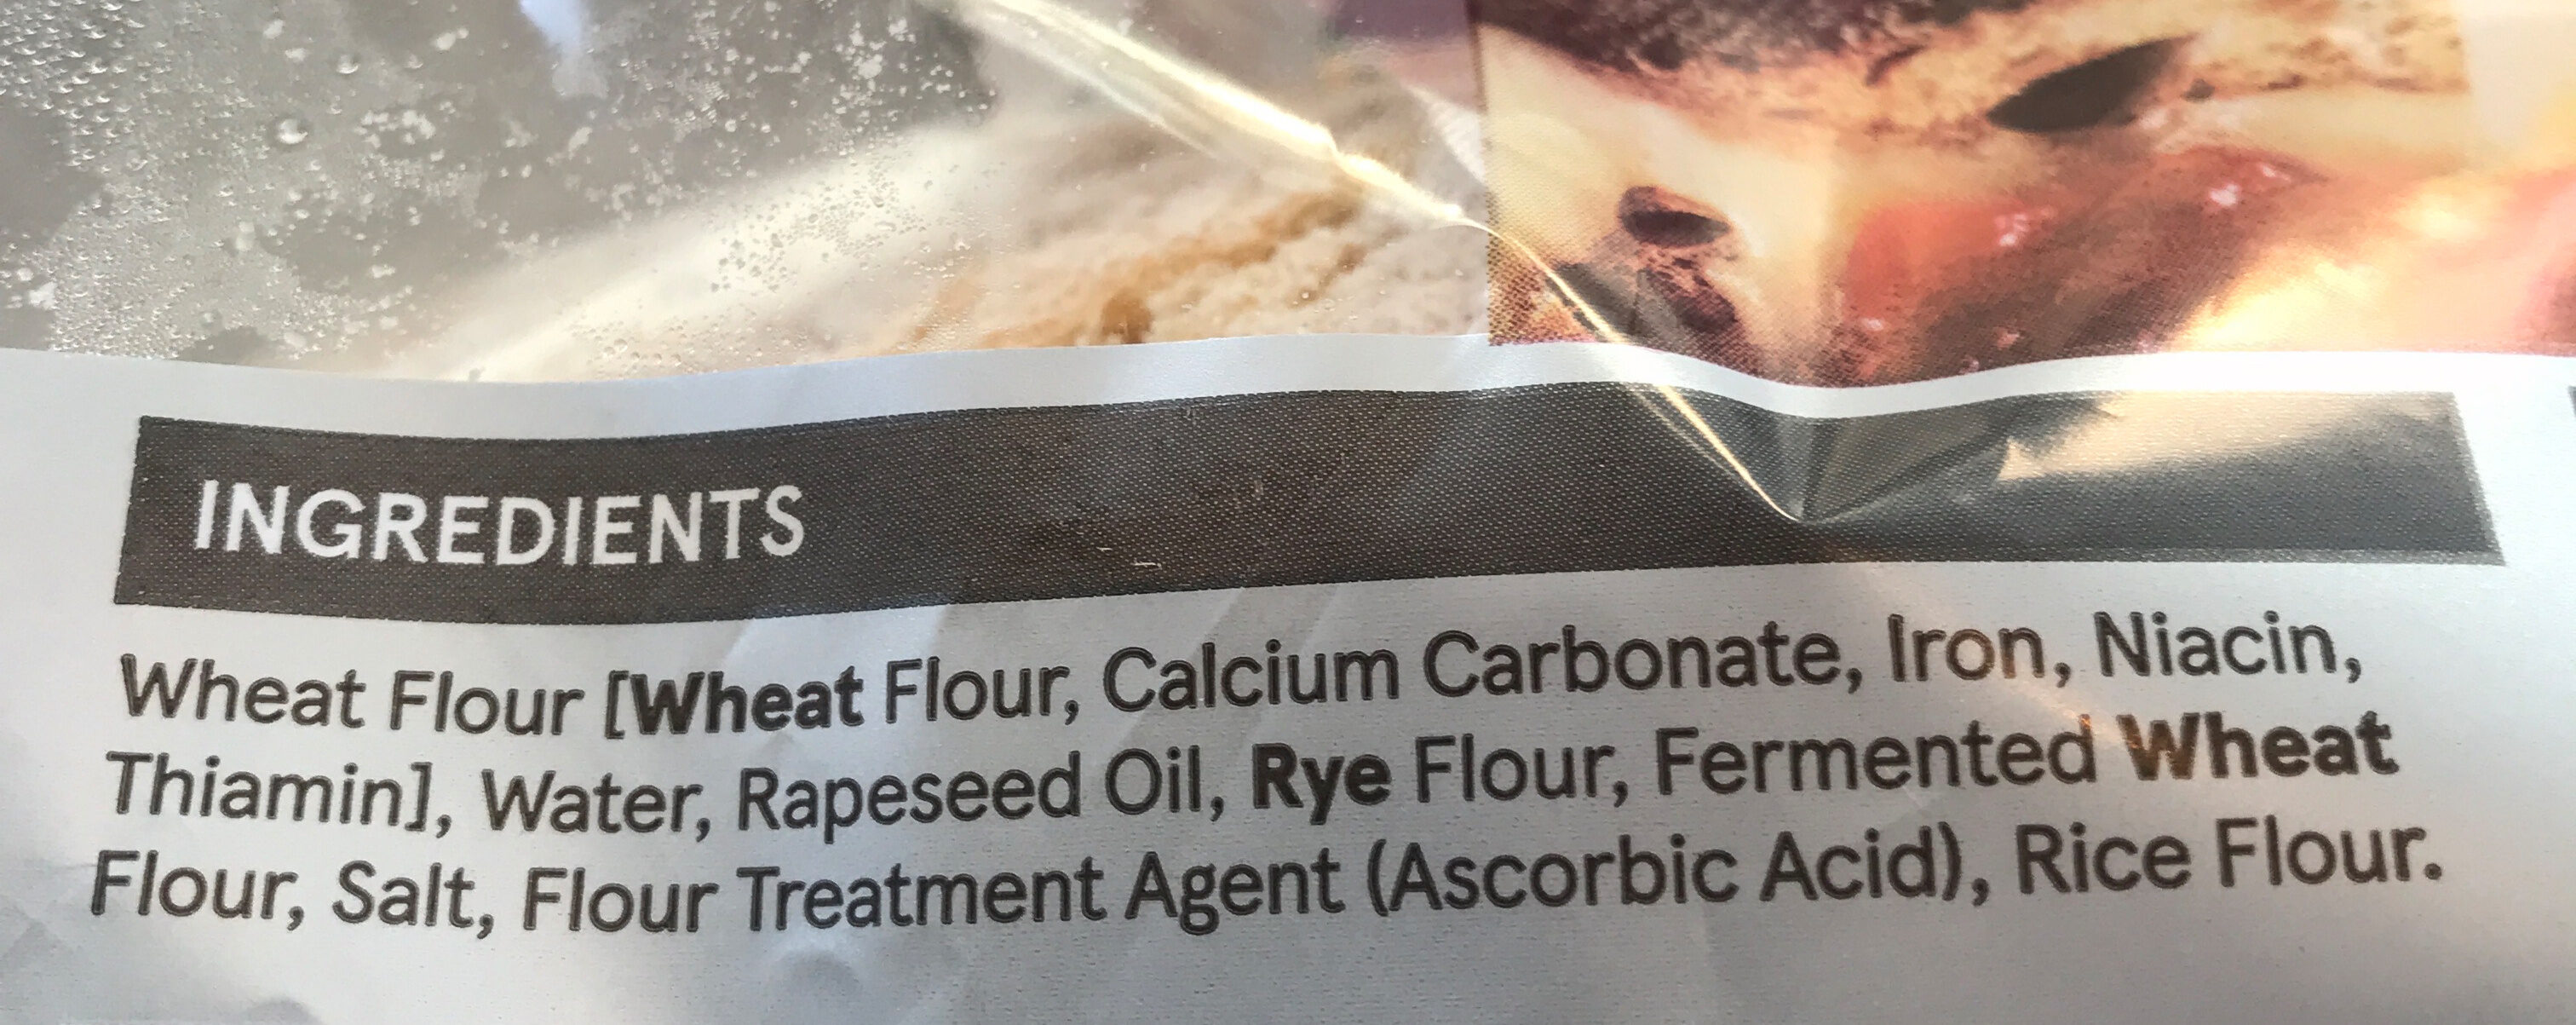 INGREDIENTS
Wheat Flour [Wheat Flour, Calcium Carbonate, Iron, Niacin,
Thiamin], Water, Rapeseed Oil, Rye Flour, Fermented Wheat
Flour, Salt, Flour Treatment Agent (Ascorbic Acid), Rice Flour.